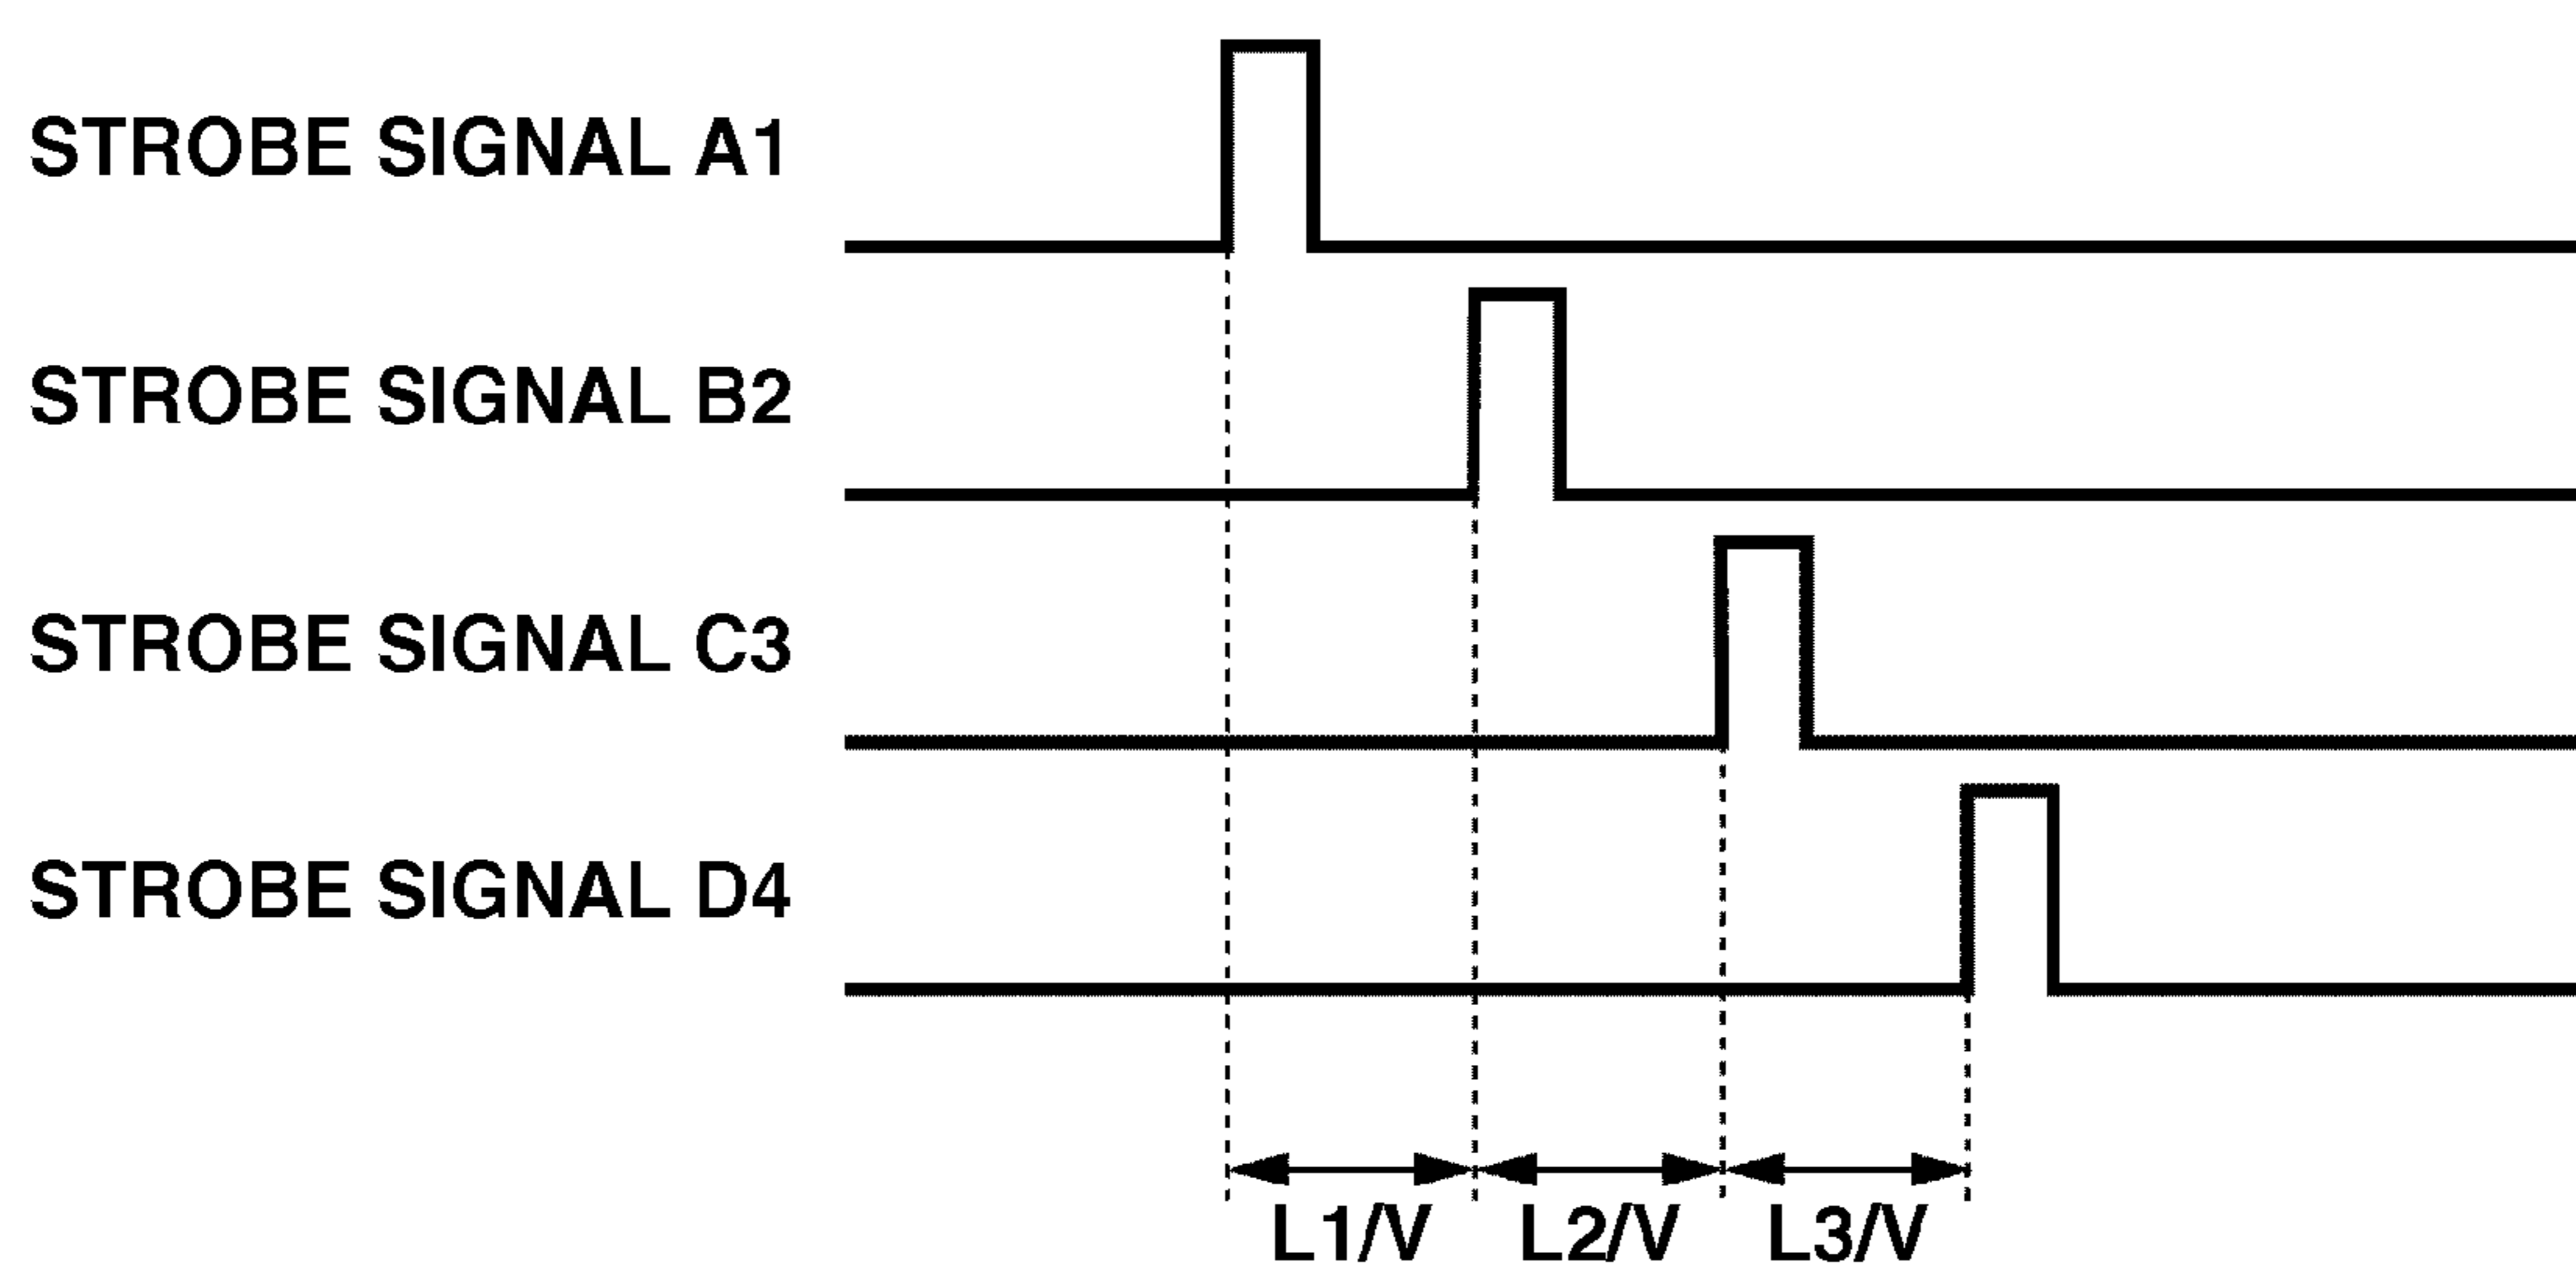 STROBE SIGNAL A1
STROBE SIGNAL B2
STROBE SIGNAL C3
STROBE SIGNAL D4
L1/V L2/V L3/V